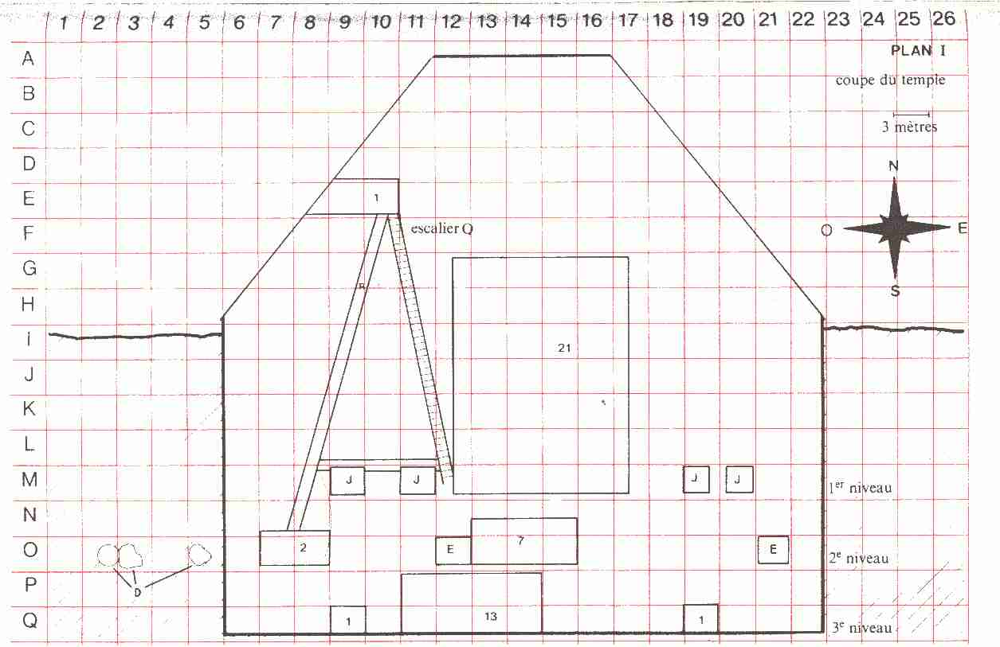 1 2 3 4 5 6 7 8 9 10 11 12 13 14 15 16 17 18 19 20 21 22 23 24 25 26
A
PLAN I
B
coupe du temple
C
3 mètres
D
N
E
1
F
escalier Q
O
E
G
R
S
H
I
21
J
K
L
M
J
J
J
J
1er niveau
N
O
2
E
7
E
2e niveau
P
D
Q
1
13
1
3e niveau